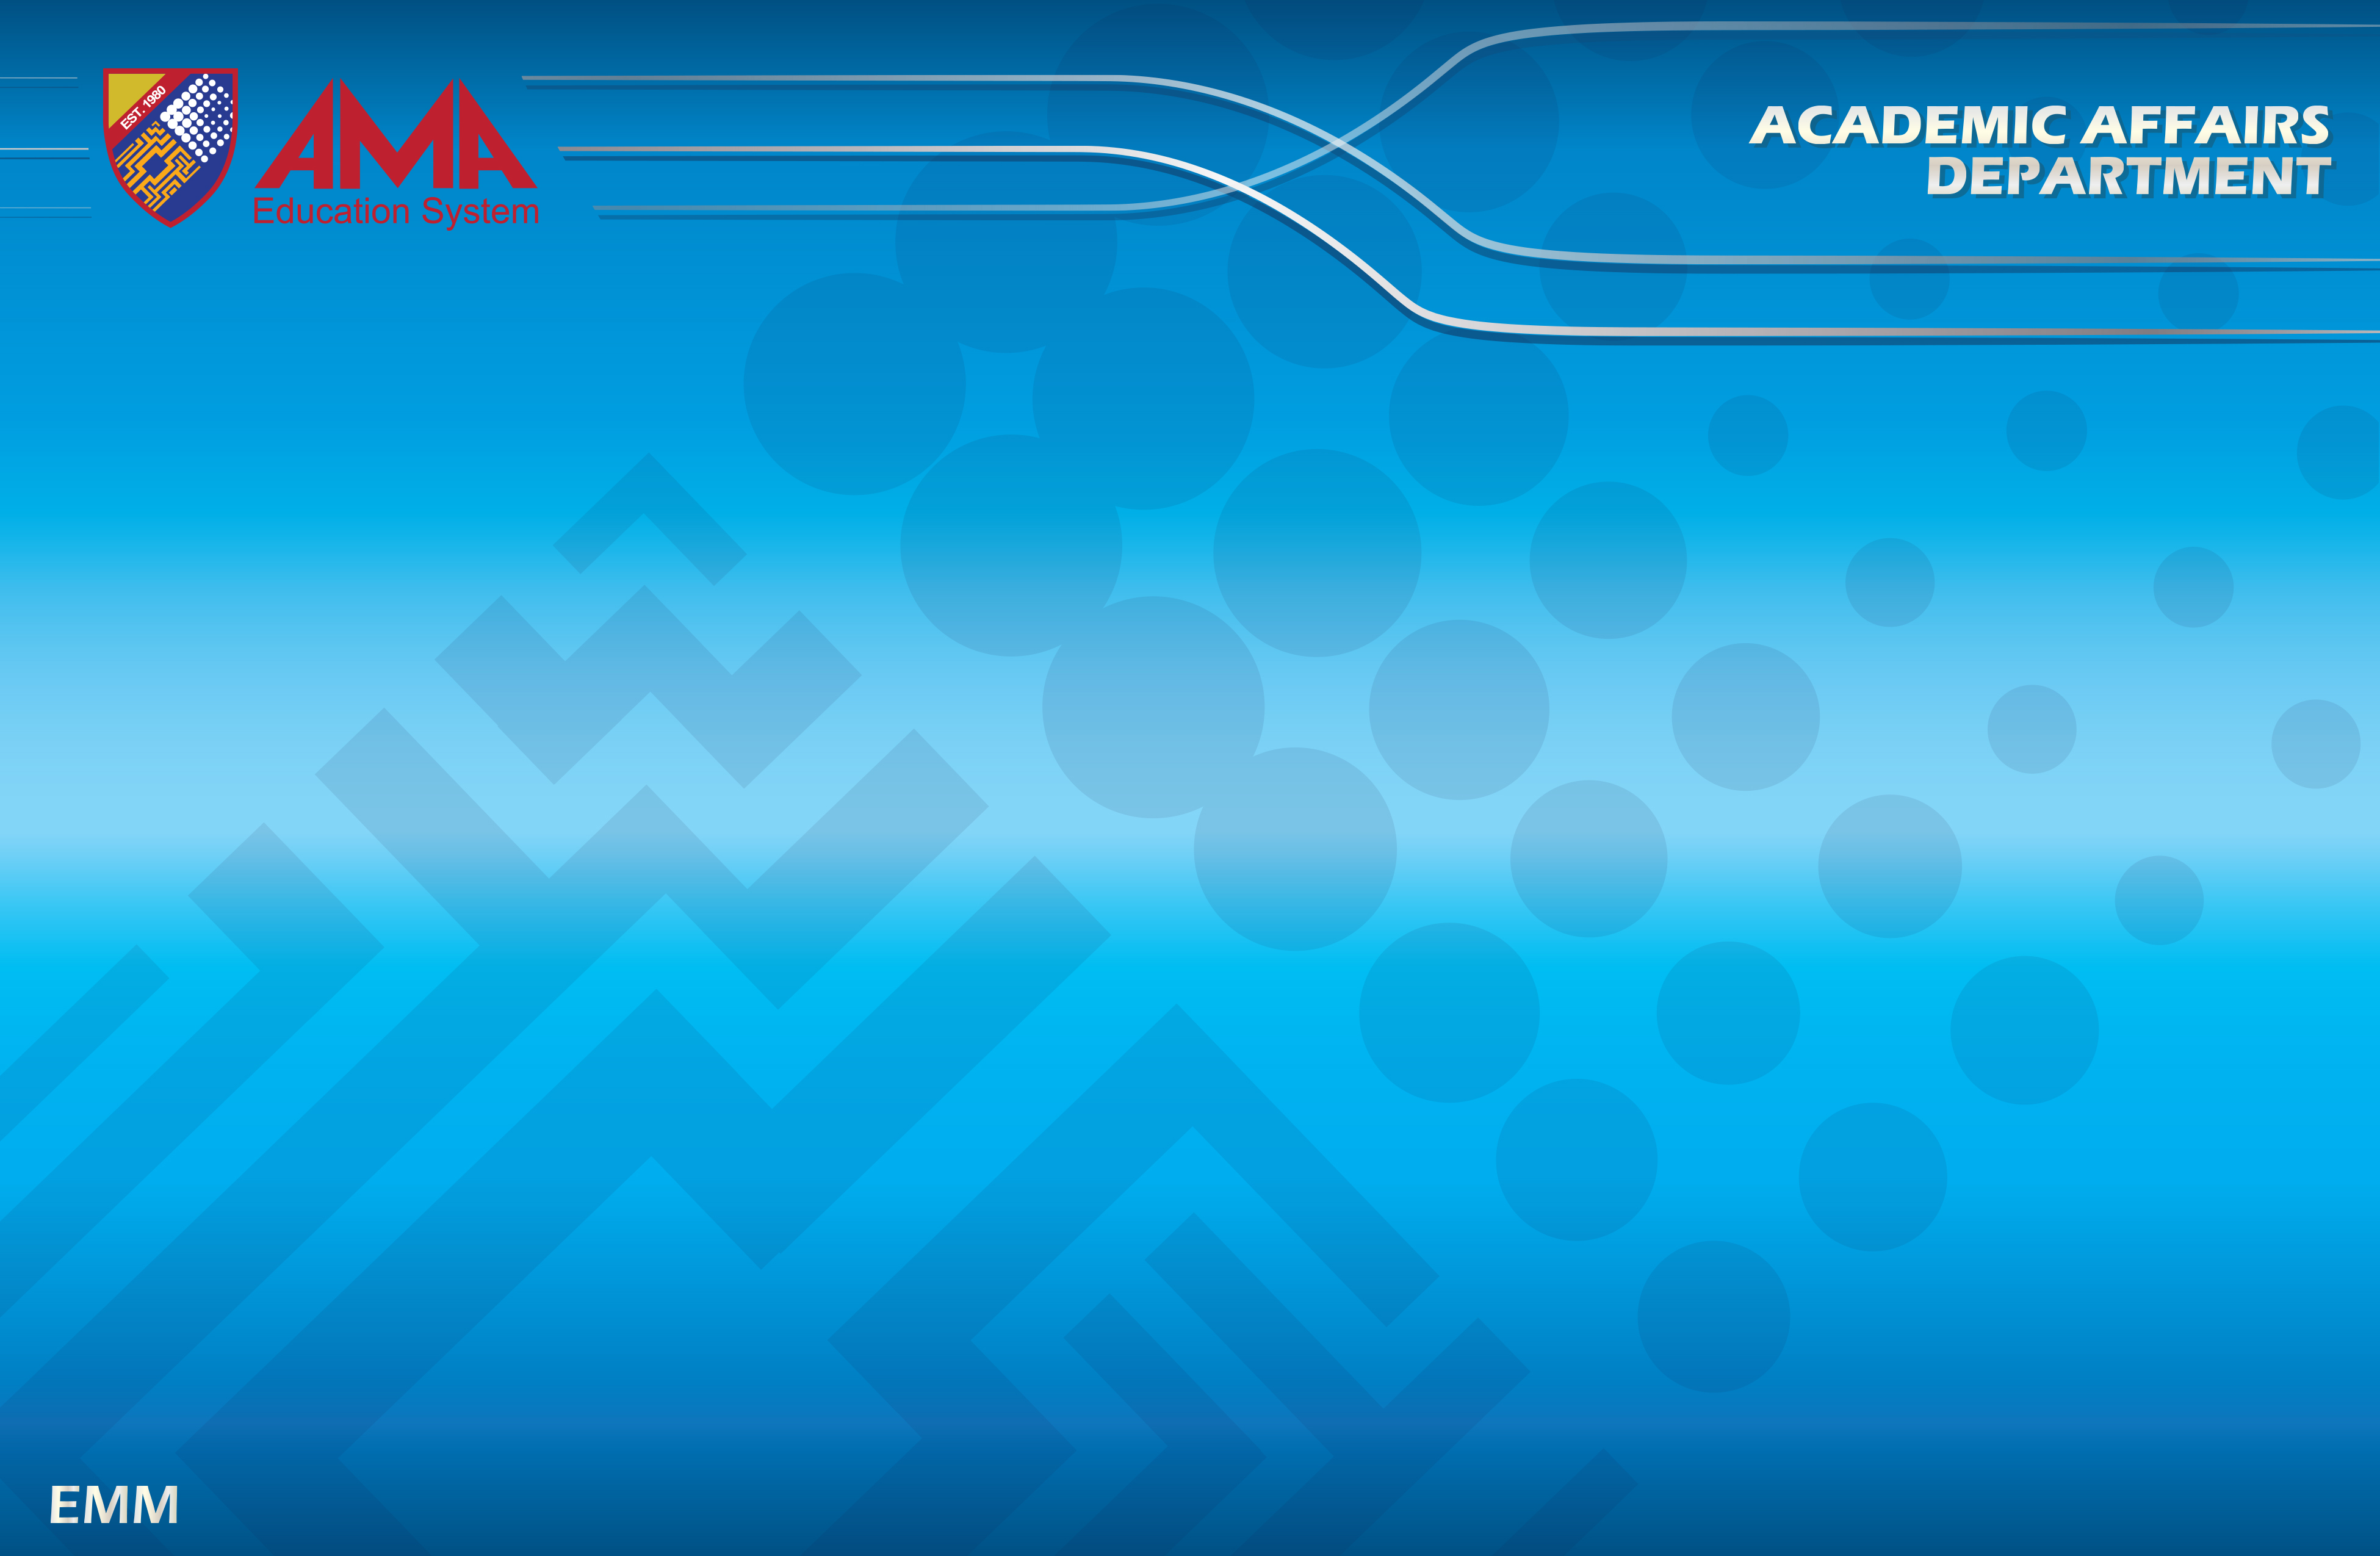 EST. 1980
AMA
Education System
ACADEMIC AFFAIRS
DEPARTMENT
EMM